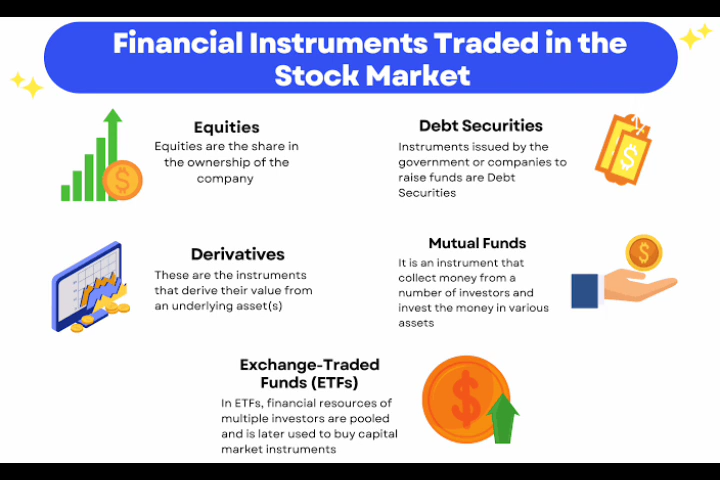 Financial Instruments Traded in the
Stock Market
Equities
Equities are the share in
the ownership of the
company
Debt Securities
Instruments issued by the
government or companies to
raise funds are Debt
Securities
Derivatives
These are the instruments
that derive their value from
an underlying asset(s)
Mutual Funds
It is an instrument that
collect money from a
number of investors and
invest the money in various
assets
Exchange-Traded
Funds (ETFs)
In ETFs, financial resources of
multiple investors are pooled
and is later used to buy capital
market instruments